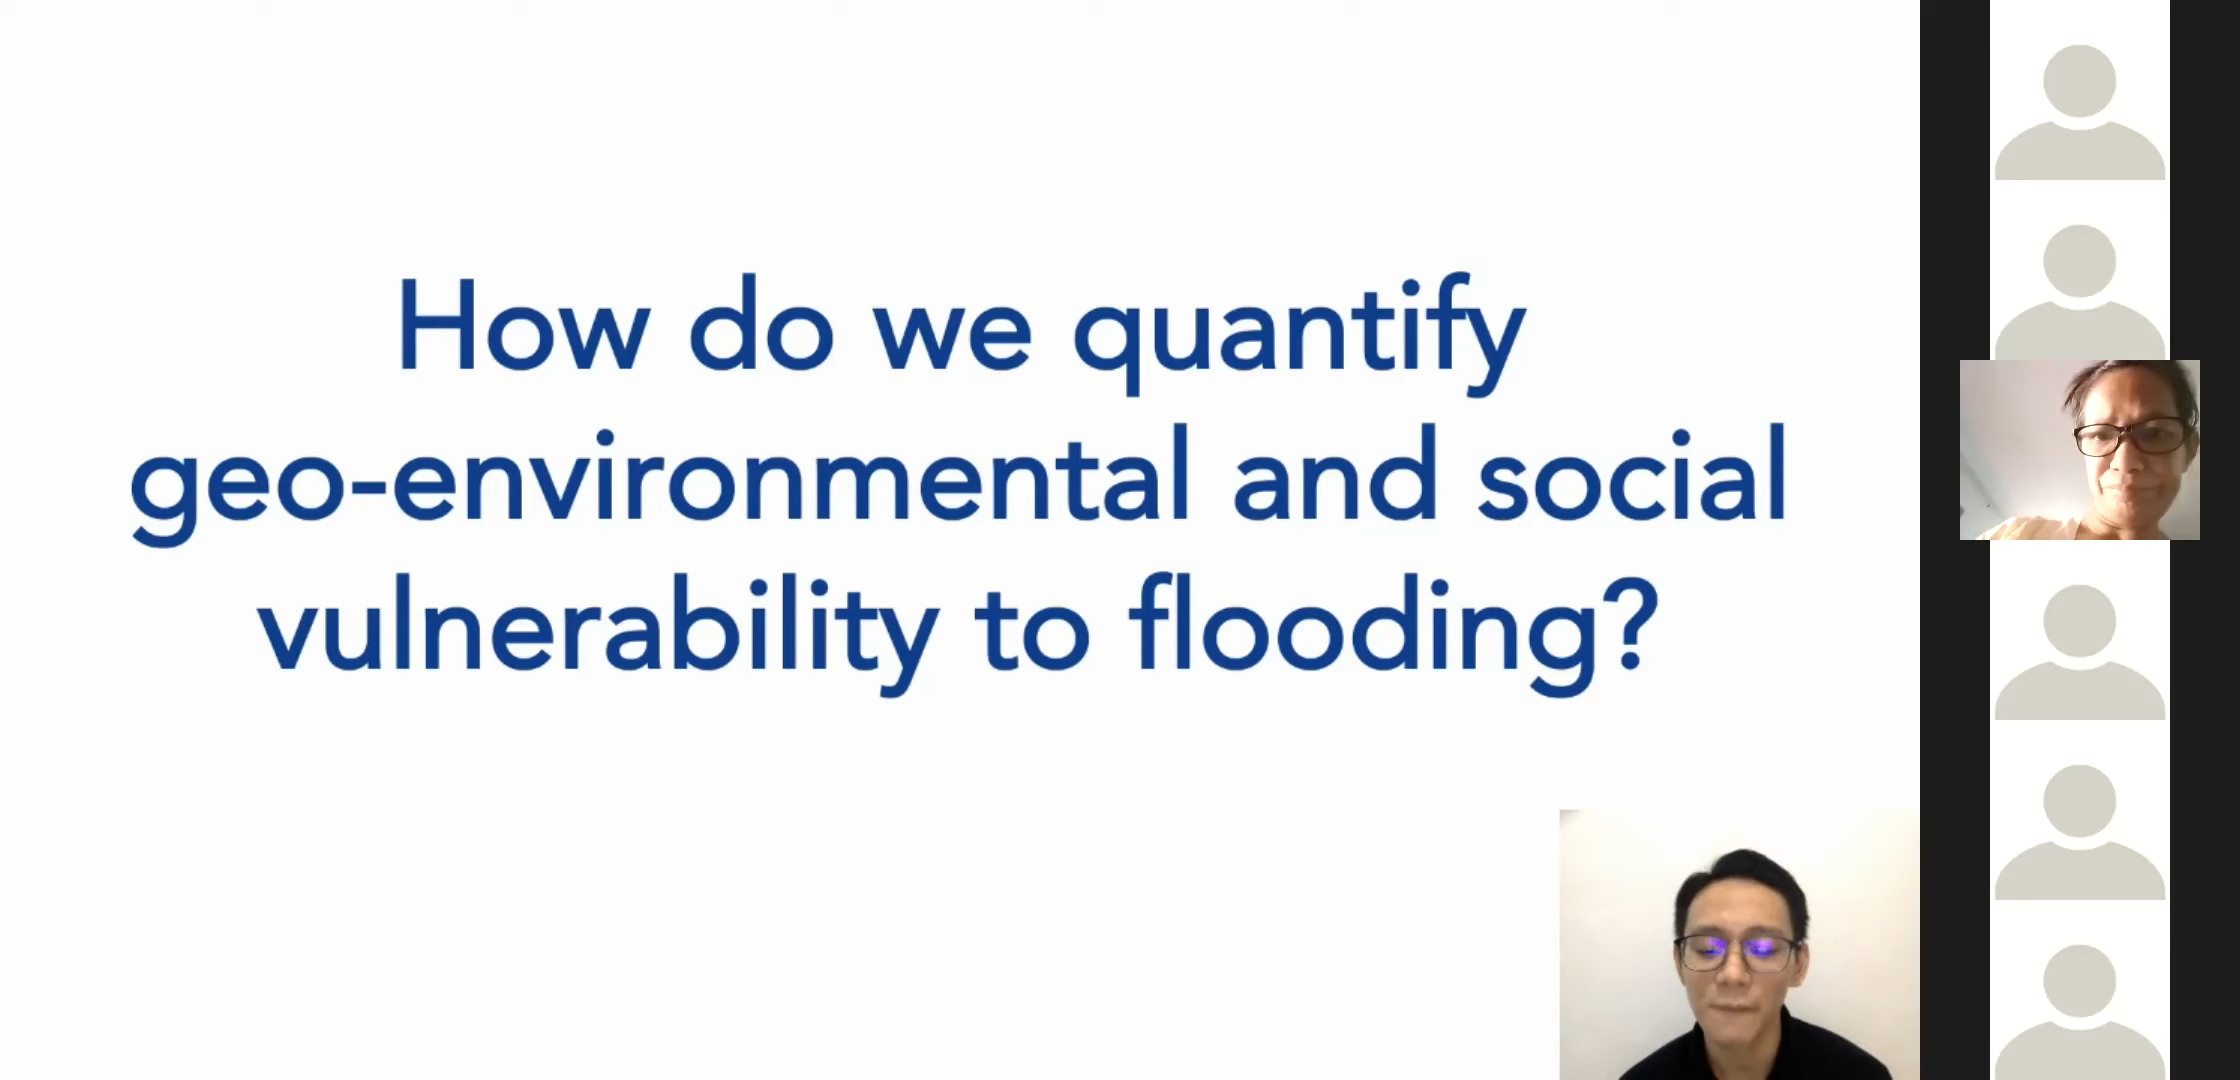 How do we quantify
geo-environmental and social
vulnerability to flooding?